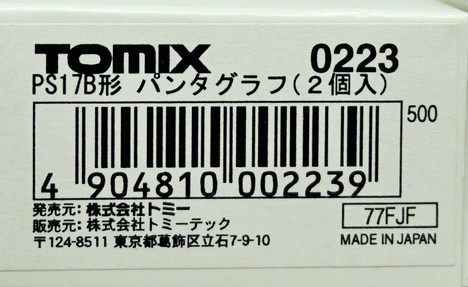 TOMIX 0223
PS17B形 パンタグラフ(2個入)
500
4 904810 002239
発売元: 株式会社トミー
販売元: 株式会社トミーテック
〒124-8511 東京都葛飾区立石7-9-10
77FJF
MADE IN JAPAN